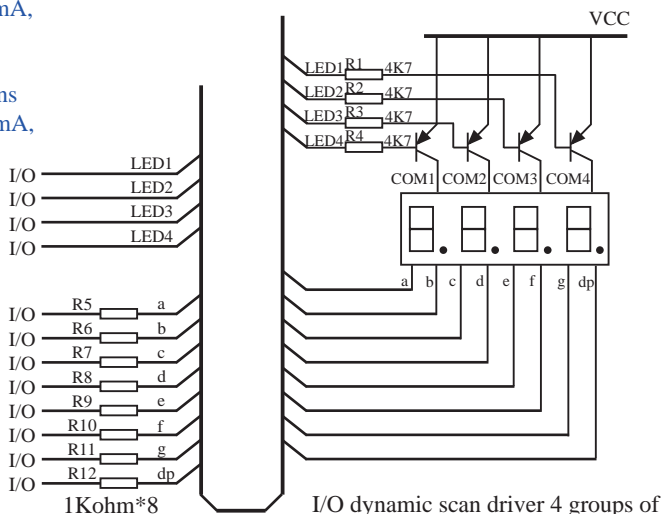 mA,
ns
mA,
VCC
LED1 R1 4K7
LED2 R2 4K7
LED3 R3 4K7
LED4 R4 4K7
COM1 COM2 COM3 COM4
I/O LED1
I/O LED2
I/O LED3
I/O LED4
a b c d e f g dp
I/O R5 a
I/O R6 b
I/O R7 c
I/O R8 d
I/O R9 e
I/O R10 f
I/O R11 g
I/O R12 dp
1Kohm*8
I/O dynamic scan driver 4 groups of